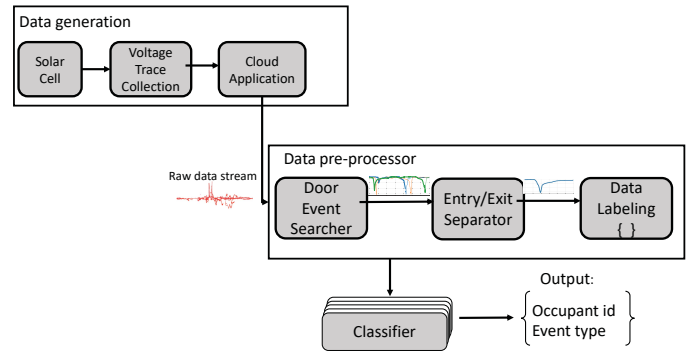 Data generation
Solar
Cell
Voltage
Trace
Collection
Cloud
Application
Raw data stream
Data pre-processor
Door
Event
Searcher
Entry/Exit
Separator
Data
Labeling
{ }
Classifier
Output:
Occupant id
Event type